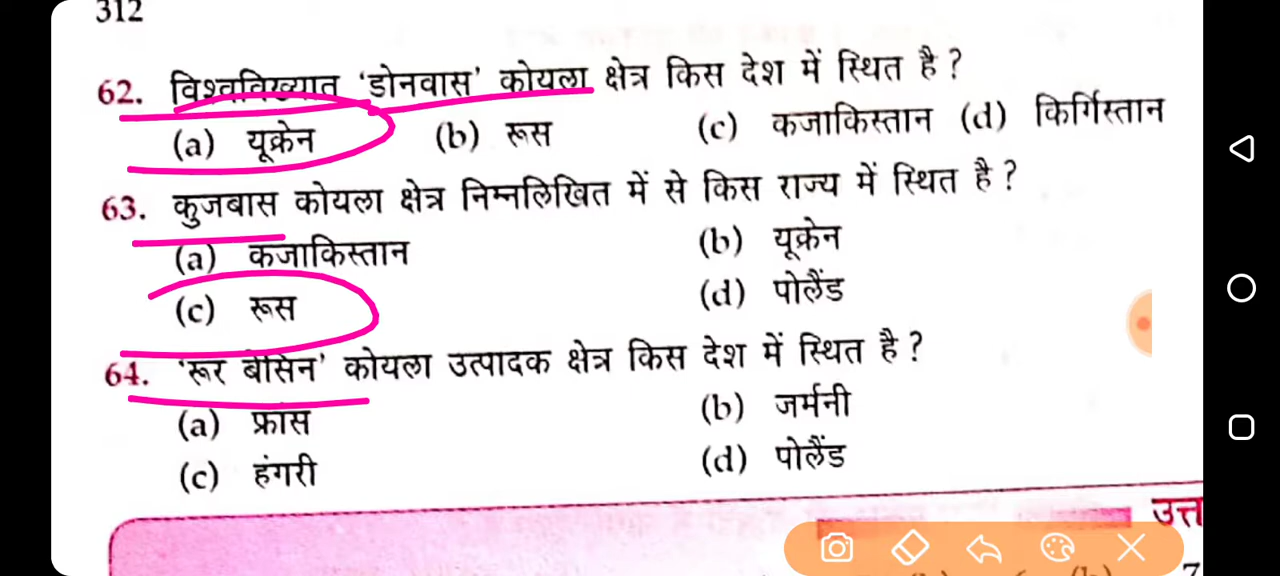 312
62. विश्वविख्यात 'डोनवास' कोयला क्षेत्र किस देश में स्थित है ?
(a) यूक्रेन (b) रूस (c) कजाकिस्तान (d) किर्गिस्तान
63. कुजबास कोयला क्षेत्र निम्नलिखित में से किस राज्य में स्थित है ?
(a) कजाकिस्तान (b) यूक्रेन
(c) रूस (d) पोलैंड
64. 'रूर बेसिन' कोयला उत्पादक क्षेत्र किस देश में स्थित है ?
(a) फ्रांस (b) जर्मनी
(c) हंगरी (d) पोलैंड
उत्त